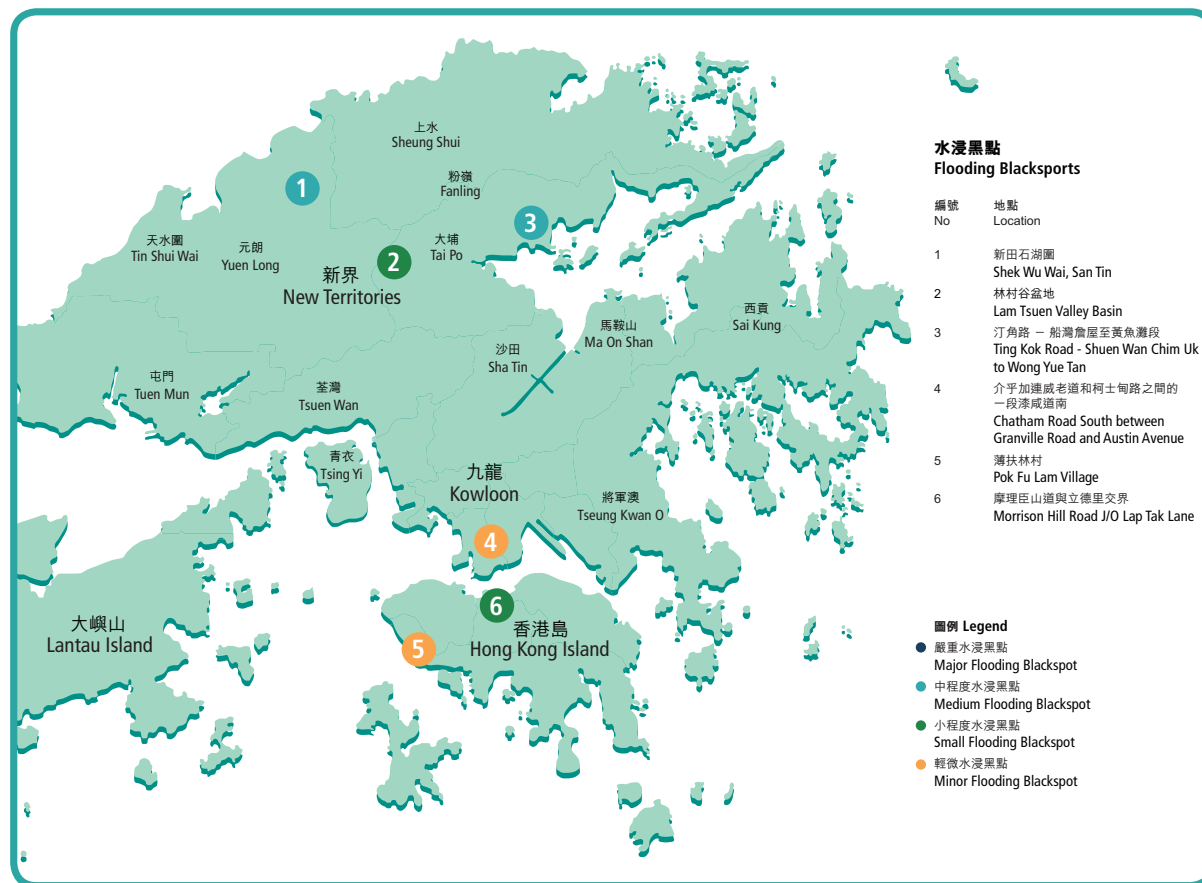 上水
Sheung Shui
粉嶺
Fanling
1
3
天水圍
Tin Shui Wai
元朗
Yuen Long
2
大埔
Tai Po
新界
New Territories
馬鞍山
Ma On Shan
西貢
Sai Kung
沙田
Sha Tin
屯門
Tuen Mun
荃灣
Tsuen Wan
青衣
Tsing Yi
九龍
Kowloon
將軍澳
Tseung Kwan O
4
6
大嶼山
Lantau Island
香港島
Hong Kong Island
5
水浸黑點
Flooding Blacksports
編號 地點
No Location
1 新田石湖圍
Shek Wu Wai, San Tin
2 林村谷盆地
Lam Tsuen Valley Basin
3 汀角路 － 船灣詹屋至黃魚灘段
Ting Kok Road - Shuen Wan Chim Uk
to Wong Yue Tan
4 介乎加連威老道和柯士甸路之間的
一段漆咸道南
Chatham Road South between
Granville Road and Austin Avenue
5 薄扶林村
Pok Fu Lam Village
6 摩理臣山道與立德里交界
Morrison Hill Road J/O Lap Tak Lane
圖例 Legend
嚴重水浸黑點
Major Flooding Blackspot
中程度水浸黑點
Medium Flooding Blackspot
小程度水浸黑點
Small Flooding Blackspot
輕微水浸黑點
Minor Flooding Blackspot